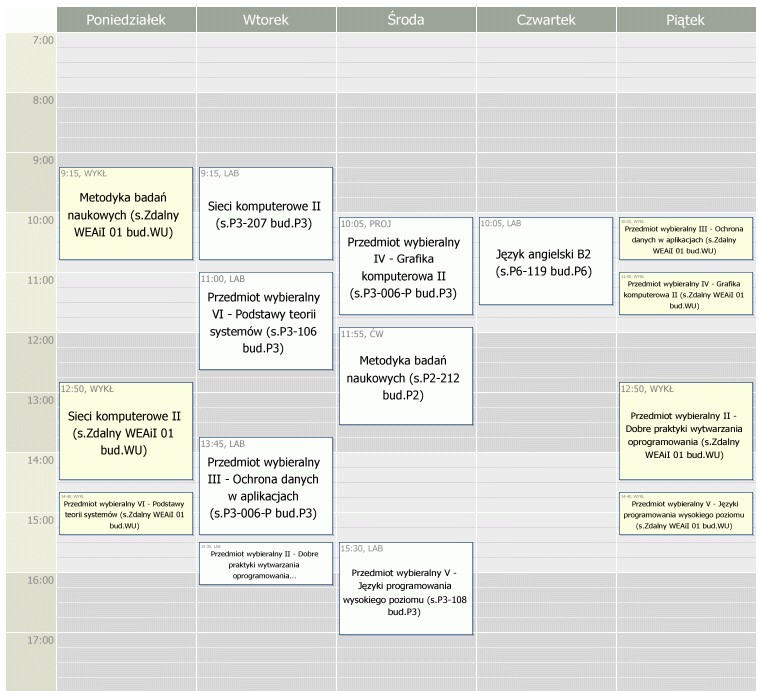 Poniedziałek
Wtorek
Środa
Czwartek
Piątek
7:00
8:00
9:00
10:00
11:00
12:00
13:00
14:00
15:00
16:00
17:00
9:15, WYKŁ
Metodyka badań
naukowych (s.Zdalny
WEAiI 01 bud.WU)
12:50, WYKŁ
Sieci komputerowe II
(s.Zdalny WEAiI 01
bud.WU)
14:40, WYKŁ
Przedmiot wybieralny VI - Podstawy
teorii systemów (s.Zdalny WEAiI 01
bud.WU)
9:15, LAB
Sieci komputerowe II
(s.P3-207 bud.P3)
11:00, LAB
Przedmiot wybieralny
VI - Podstawy teorii
systemów (s.P3-106
bud.P3)
13:45, LAB
Przedmiot wybieralny
III - Ochrona danych
w aplikacjach
(s.P3-006-P bud.P3)
15:30, LAB
Przedmiot wybieralny II - Dobre
praktyki wytwarzania
oprogramowania...
10:05, PROJ
Przedmiot wybieralny
IV - Grafika
komputerowa II
(s.P3-006-P bud.P3)
11:55, ĆW
Metodyka badań
naukowych (s.P2-212
bud.P2)
15:30, LAB
Przedmiot wybieralny V -
Języki programowania
wysokiego poziomu (s.P3-108
bud.P3)
10:05, LAB
Język angielski B2
(s.P6-119 bud.P6)
10:05, WYKŁ
Przedmiot wybieralny III - Ochrona
danych w aplikacjach (s.Zdalny
WEAiI 01 bud.WU)
11:00, WYKŁ
Przedmiot wybieralny IV - Grafika
komputerowa II (s.Zdalny WEAiI 01
bud.WU)
12:50, WYKŁ
Przedmiot wybieralny II -
Dobre praktyki wytwarzania
oprogramowania (s.Zdalny
WEAiI 01 bud.WU)
14:40, WYKŁ
Przedmiot wybieralny V - Języki
programowania wysokiego poziomu
(s.Zdalny WEAiI 01 bud.WU)